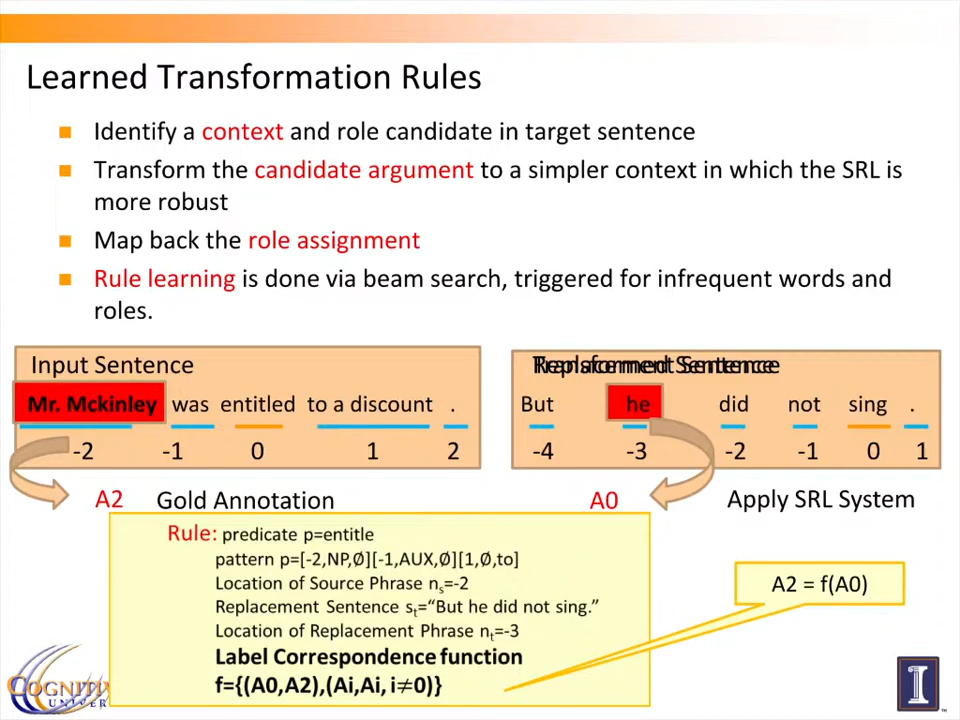 Learned Transformation Rules
Identify a context and role candidate in target sentence
Transform the candidate argument to a simpler context in which the SRL is
more robust
Map back the role assignment
Rule learning is done via beam search, triggered for infrequent words and
roles.
Input Sentence
Mr. Mckinley was entitled to a discount .
-2 -1 0 1 2
Sentence
But he did not sing .
-4 -3 -2 -1 0 1
A2 Gold Annotation
A0 Apply SRL System
Rule: predicate p=entitle
pattern p=[-2,NP,∅][-1,AUX,∅][1,∅,to]
Location of Source Phrase ns=-2
Replacement Sentence st="But he did not sing."
Location of Replacement Phrase nt=-3
Label Correspondence function
f={(A0,A2),(Ai,Ai, i≠0)}
A2 = f(A0)
I